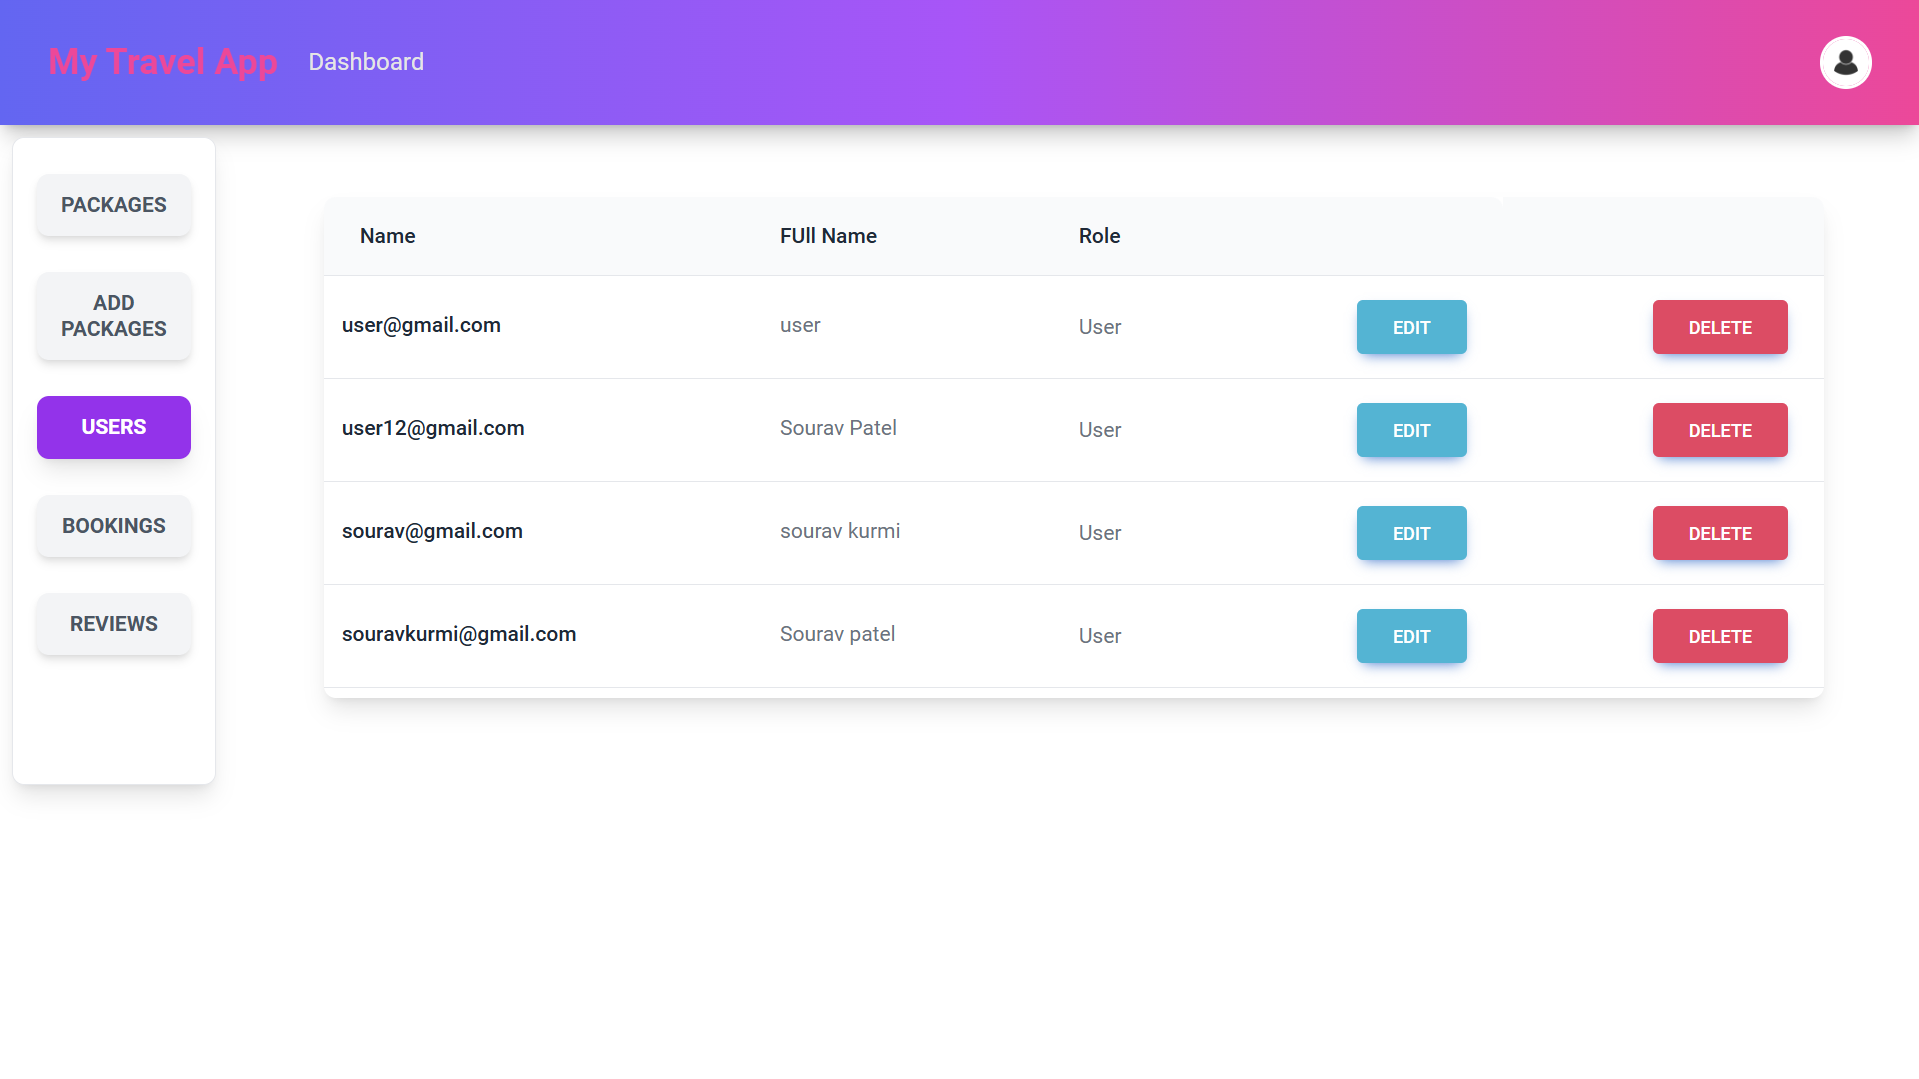 My Travel App Dashboard
PACKAGES
ADD
PACKAGES
USERS
BOOKINGS
REVIEWS
Name FUll Name Role
user@gmail.com user User EDIT DELETE
user12@gmail.com Sourav Patel User EDIT DELETE
sourav@gmail.com sourav kurmi User EDIT DELETE
souravkurmi@gmail.com Sourav patel User EDIT DELETE